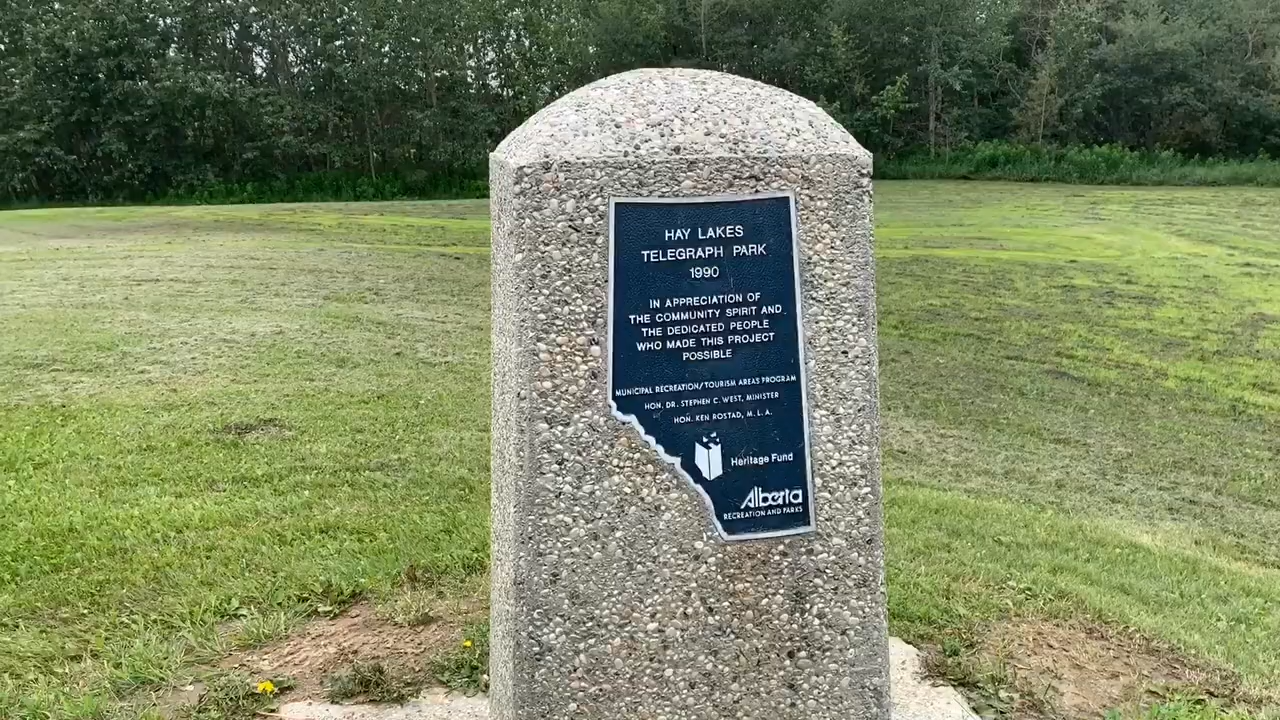 HAY LAKES
TELEGRAPH PARK
1990
IN APPRECIATION OF
THE COMMUNITY SPIRIT AND
THE DEDICATED PEOPLE
WHO MADE THIS PROJECT
POSSIBLE
MUNICIPAL RECREATION/TOURISM AREAS PROGRAM
HON. DR. STEPHEN C. WEST, MINISTER
HON. KEN ROSTAD, M.L.A.
Heritage Fund
Alberta
RECREATION AND PARKS